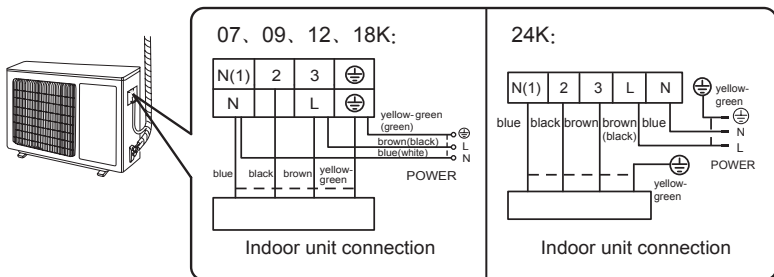 07、09、12、18K:
N(1) 2 3 ⏚
N L ⏚
yellow-green
(green)
⏚
brown(black) L
blue(white) N
POWER
blue black brown yellow-
green
Indoor unit connection
24K:
N(1) 2 3 L N
⏚ yellow-
green
⏚
blue black brown brown
(black) blue
N
L
POWER
⏚
yellow-
green
Indoor unit connection